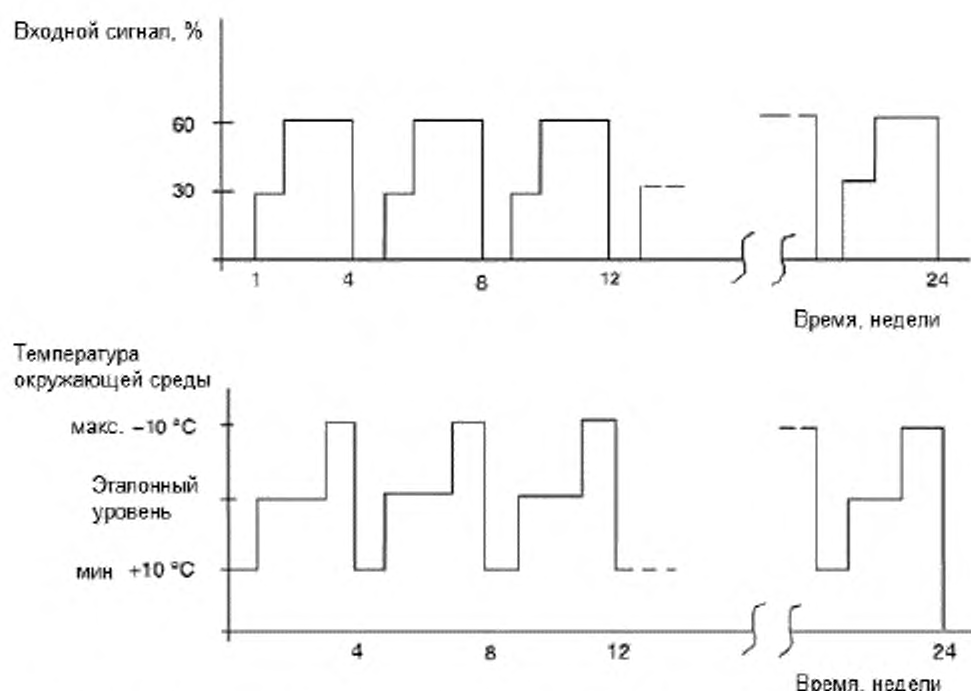 Входной сигнал, %
60
30
1 4 8 12 24
Время, недели
Температура
окружающей среды
макс. −10 °C
Эталонный
уровень
мин +10 °C
4 8 12 24
Время, недели